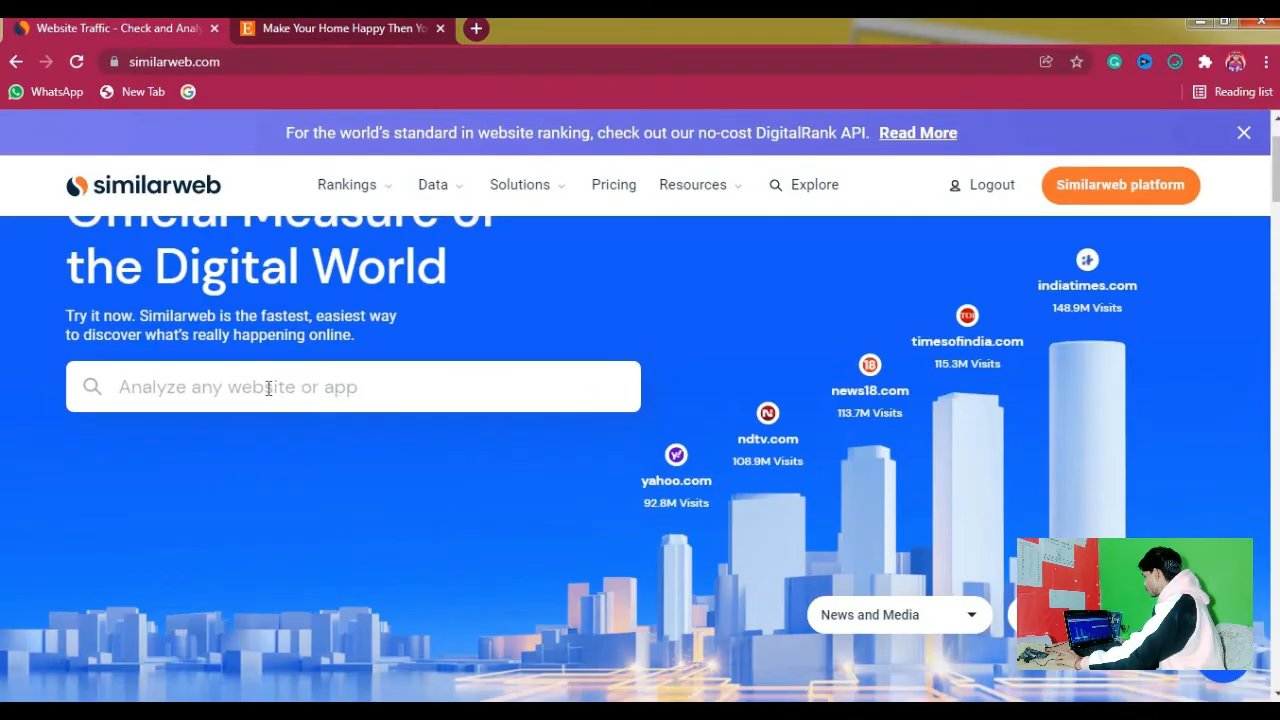 Website Traffic - Check and Anal
Make Your Home Happy Then Yo
similarweb.com
WhatsApp
New Tab
Reading list
For the world's standard in website ranking, check out our no-cost DigitalRank API. Read More
similarweb
Rankings
Data
Solutions
Pricing
Resources
Explore
Logout
Similarweb platform
Official Measure of
the Digital World
Try it now. Similarweb is the fastest, easiest way
to discover what's really happening online.
Analyze any website or app
indiatimes.com
148.9M Visits
timesofindia.com
115.3M Visits
news18.com
113.7M Visits
ndtv.com
108.9M Visits
yahoo.com
92.8M Visits
News and Media